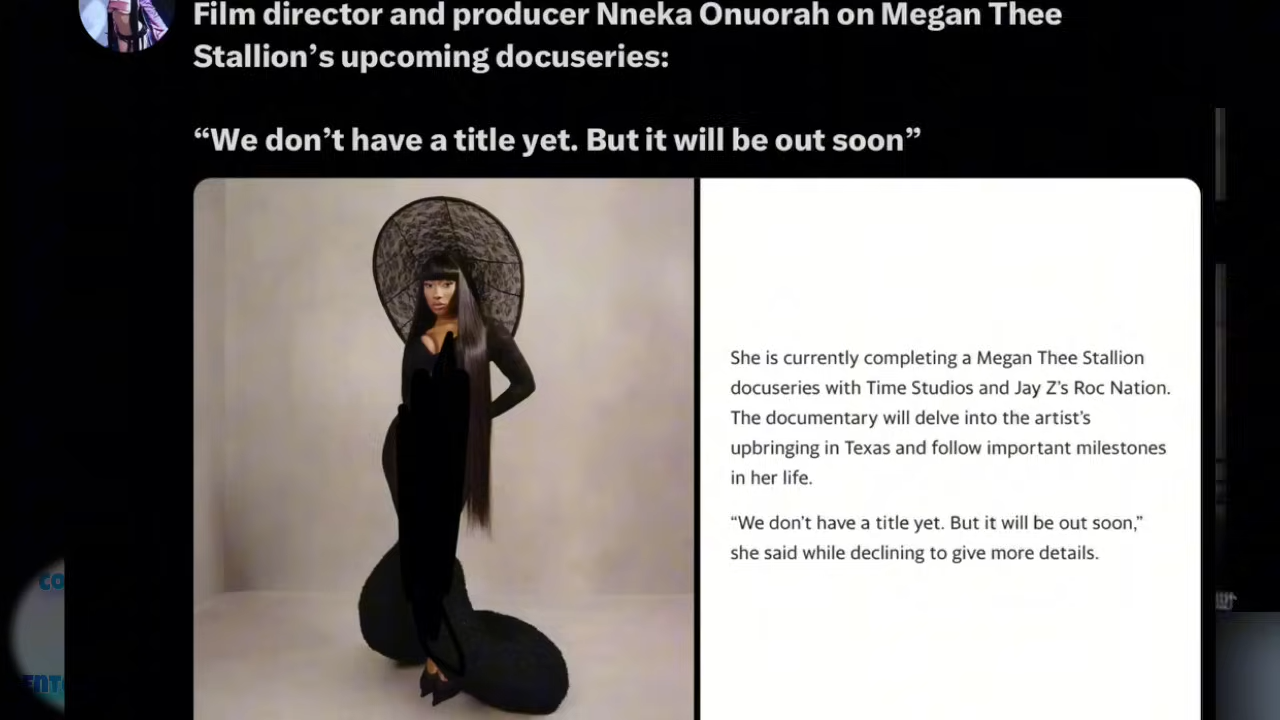 Film director and producer Nneka Onuorah on Megan Thee
Stallion’s upcoming docuseries:
“We don’t have a title yet. But it will be out soon”
She is currently completing a Megan Thee Stallion
docuseries with Time Studios and Jay Z’s Roc Nation.
The documentary will delve into the artist’s
upbringing in Texas and follow important milestones
in her life.
“We don’t have a title yet. But it will be out soon,”
she said while declining to give more details.
CO
ENT